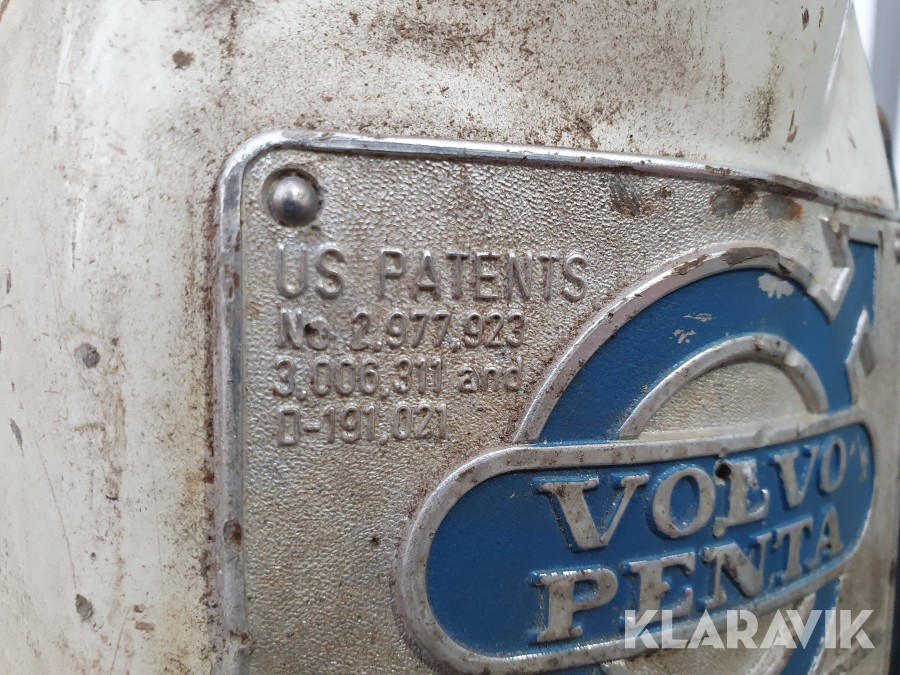 US PATENTS
No. 2,977,923
3,006,311 and
D-191,021
VOLVO
PENTA
KLARAVIK